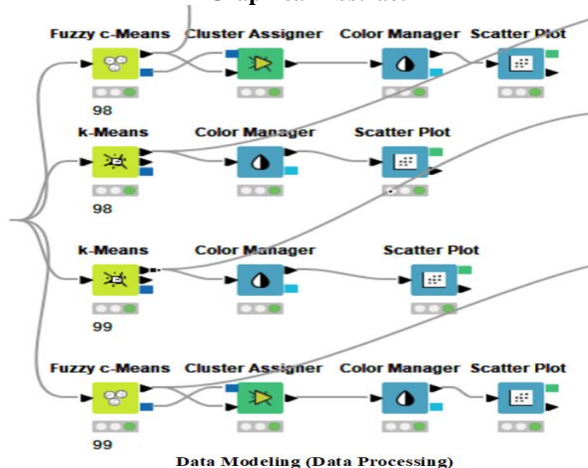 Fuzzy c-Means Cluster Assigner Color Manager Scatter Plot
98
k-Means Color Manager Scatter Plot
98
k-Means Color Manager Scatter Plot
99
Fuzzy c-Means Cluster Assigner Color Manager Scatter Plot
99
Data Modeling (Data Processing)